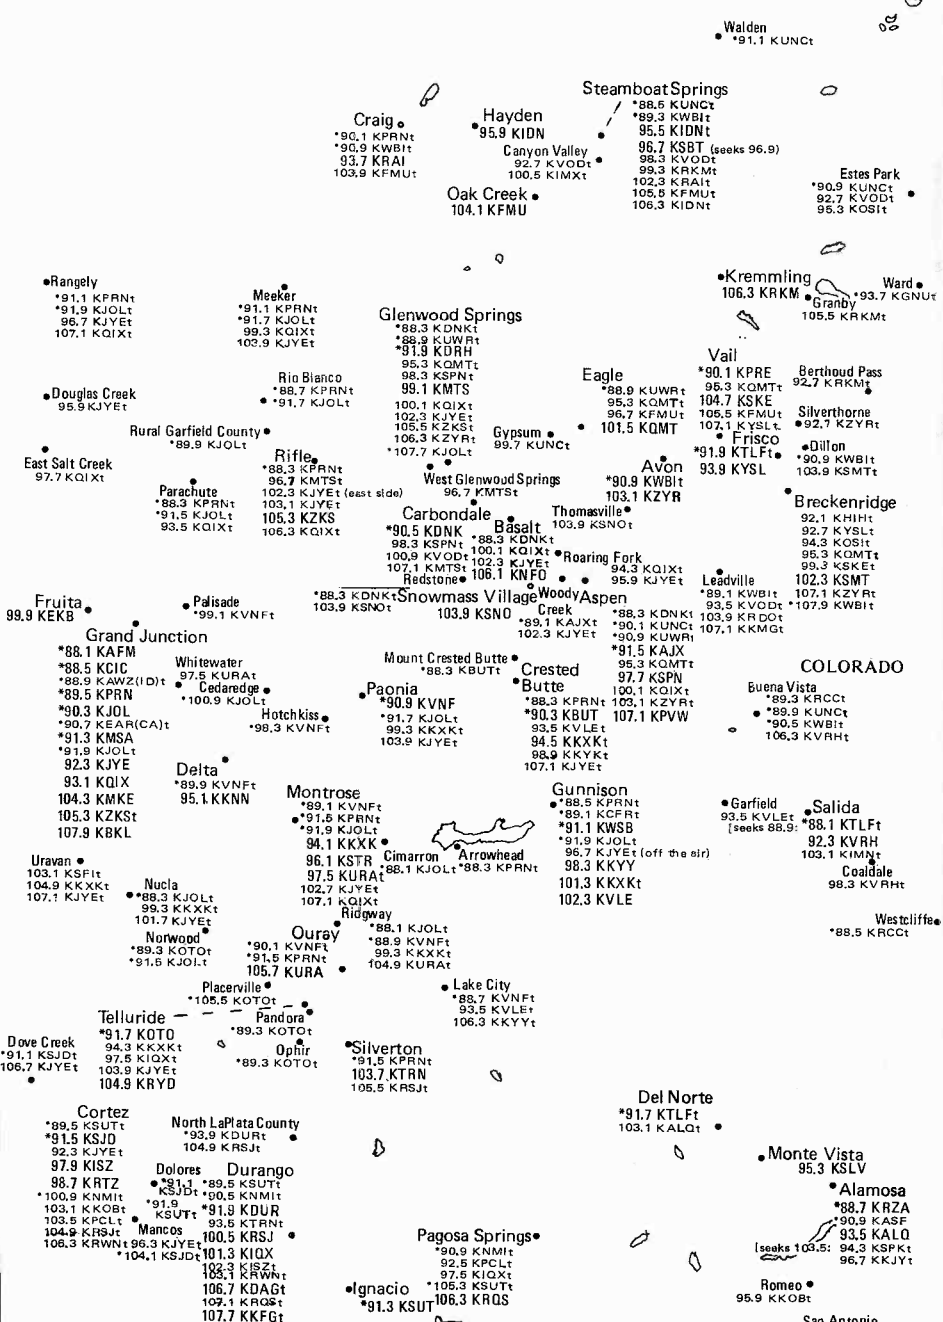 Walden
*91.1 KUNCt
Steamboat Springs
*88.5 KUNCt
*89.3 KWBIt
95.5 KIDNt
96.7 KSBT (seeks 96.9)
98.3 KVODt
99.3 KRKMt
102.3 KRAIt
105.5 KFMUt
106.3 KIDNt
Craig
*90.1 KPRNt
*90.9 KWBIt
93.7 KRAI
103.9 KFMUt
Hayden
*95.9 KIDN
Canyon Valley
92.7 KVODt
100.5 KIMXt
Oak Creek
104.1 KFMU
Estes Park
*90.9 KUNCt
92.7 KVODt
95.3 KOSIt
Rangely
*91.1 KPRNt
*91.9 KJOLt
96.7 KJYEt
107.1 KQIXt
Meeker
*91.1 KPRNt
*91.7 KJOLt
99.3 KQIXt
103.9 KJYEt
Kremmling
106.3 KRKM
Granby
105.5 KRKMt
Ward
*93.7 KGNUt
Glenwood Springs
*88.3 KDNKt
*88.9 KUWRt
*91.9 KDRH
95.3 KQMTt
98.3 KSPNt
99.1 KMTS
100.1 KQIXt
102.3 KJYEt
105.5 KZKSt
106.3 KZYRt
*107.7 KJOLt
Vail
*90.1 KPRE
95.3 KQMTt
104.7 KSKE
105.5 KFMUt
107.1 KYSLt
Berthoud Pass
92.7 KRKMt
Douglas Creek
95.9 KJYEt
Rio Blanco
*88.7 KPRNt
*91.7 KJOLt
Eagle
*88.9 KUWRt
95.3 KQMTt
96.7 KFMUt
101.5 KQMT
Silverthorne
*92.7 KZYRt
Rural Garfield County
*89.9 KJOLt
Gypsum
99.7 KUNCt
Frisco
*91.9 KTLFt
93.9 KYSL
Dillon
*90.9 KWBIt
103.9 KSMTt
East Salt Creek
97.7 KQIXt
Rifle
*88.3 KPRNt
96.7 KMTSt
102.3 KJYEt (east side)
103.1 KJYEt
105.3 KZKS
106.3 KQIXt
Parachute
*88.3 KPRNt
*91.5 KJOLt
93.5 KQIXt
West Glenwood Springs
96.7 KMTSt
Avon
*90.9 KWBIt
103.1 KZYR
Breckenridge
92.1 KHIHt
92.7 KYSLt
94.3 KOSIt
95.3 KQMTt
99.3 KSKEt
102.3 KSMT
107.1 KZYRt
*107.9 KWBIt
Carbondale
*90.5 KDNK
98.3 KSPNt
100.9 KVODt
107.1 KMTSt
Basalt
*88.3 KDNKt
100.1 KQIXt
102.3 KJYEt
106.1 KNFO
Thomasville
103.9 KSNOt
Roaring Fork
94.3 KQIXt
95.9 KJYEt
Redstone
*88.3 KDNKt
103.9 KSNOt
Snowmass Village
103.9 KSNO
Woody Creek
*89.1 KAJXt
102.3 KJYEt
Aspen
*88.3 KDNKt
*90.1 KUNCt
*90.9 KUWRt
*91.5 KAJX
95.3 KQMTt
97.7 KSPN
100.1 KQIXt
103.1 KZYRt
107.1 KPVW
Leadville
*89.1 KWBIt
93.5 KVODt
103.9 KRDOt
107.1 KKMGt
Fruita
99.9 KEKB
Palisade
*99.1 KVNFt
Grand Junction
*88.1 KAFM
*88.5 KCIC
*88.9 KAWZ(ID)t
*89.5 KPRN
*90.3 KJOL
*90.7 KEAR(CA)t
*91.3 KMSA
*91.9 KJOLt
92.3 KJYE
93.1 KQIX
104.3 KMKE
105.3 KZKSt
107.9 KBKL
Whitewater
97.5 KURAt
Cedaredge
*100.9 KJOLt
Hotchkiss
*98.3 KVNFt
Mount Crested Butte
*88.3 KBUTt
Paonia
*90.9 KVNF
*91.7 KJOLt
99.3 KKXKt
103.9 KJYEt
Crested
Butte
*88.3 KPRNt
*90.3 KBUT
93.5 KVLEt
94.5 KKXKt
98.9 KKYKt
107.1 KJYEt
COLORADO
Buena Vista
*89.3 KRCCt
*89.9 KUNCt
*90.5 KWBIt
106.3 KVRHt
Delta
*89.9 KVNFt
95.1 KKNN
Montrose
*89.1 KVNFt
*91.5 KPRNt
*91.9 KJOLt
94.1 KKXK
96.1 KSTR
97.5 KURAt
102.7 KJYEt
107.1 KQIXt
Cimarron
*88.1 KJOLt
Arrowhead
*88.3 KPRNt
Gunnison
*88.5 KPRNt
*89.1 KCFRt
*91.1 KWSB
*91.9 KJOLt
96.7 KJYEt (off the air)
98.3 KKYY
101.3 KKXKt
102.3 KVLE
Garfield
93.5 KVLEt
[seeks 88.9:
Salida
*88.1 KTLFt
92.3 KVRH
103.1 KIMNt
Coaldale
98.3 KVRHt
Uravan
103.1 KSFIt
104.9 KKXKt
107.1 KJYEt
Nucla
*88.3 KJOLt
99.3 KKXKt
101.7 KJYEt
Norwood
*89.3 KOTOt
*91.5 KJOLt
Westcliffe
*88.5 KRCCt
Ridgway
*88.1 KJOLt
*88.9 KVNFt
99.3 KKXKt
104.9 KURAt
Ouray
*90.1 KVNFt
*91.5 KPRNt
105.7 KURA
Placerville
*105.5 KOTOt
Lake City
*88.7 KVNFt
93.5 KVLEt
106.3 KKYYt
Telluride
*91.7 KOTO
94.3 KKXKt
97.5 KIQXt
103.9 KJYEt
104.9 KRYD
Pandora
*89.3 KOTOt
Ophir
*89.3 KOTOt
Dove Creek
*91.1 KSJDt
106.7 KJYEt
Silverton
*91.5 KPRNt
103.7 KTRN
105.5 KRSJt
Del Norte
*91.7 KTLFt
103.1 KALQt
Cortez
*89.5 KSUTt
*91.5 KSJD
92.3 KJYEt
97.9 KISZ
98.7 KRTZ
*100.9 KNMIt
103.1 KKOBt
103.5 KPCLt
104.9 KRSJt
106.3 KRWNt
North LaPlata County
*93.9 KDURt
104.9 KRSJt
Dolores
*91.1
KSJDt
*91.9
KSUTt
Mancos
96.3 KJYEt
*104.1 KSJDt
Durango
*89.5 KSUTt
*90.5 KNMIt
*91.9 KDUR
93.5 KTRNt
100.5 KRSJ
101.3 KIQX
102.3 KISZt
103.1 KRWNt
106.7 KDAGt
107.1 KRQSt
107.7 KKFGt
Monte Vista
95.3 KSLV
Alamosa
*88.7 KRZA
*90.9 KASF
93.5 KALQ
[seeks 103.5:
94.3 KSPKt
96.7 KKJYt
Pagosa Springs
*90.9 KNMIt
92.5 KPCLt
97.5 KIQXt
*105.3 KSUTt
106.3 KRQS
Ignacio
*91.3 KSUT
Romeo
95.9 KKOBt
San Antonio